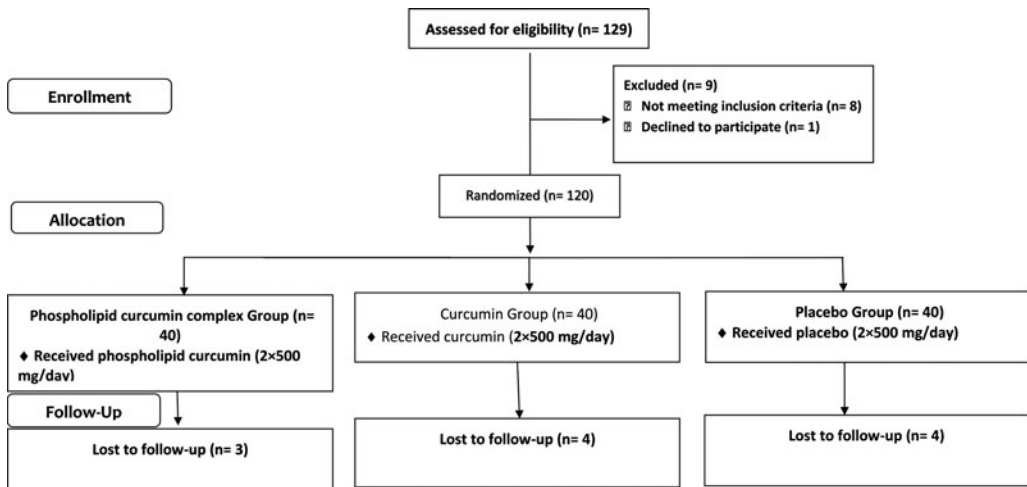 Assessed for eligibility (n= 129)
Enrollment
Excluded (n= 9)
Not meeting inclusion criteria (n= 8)
Declined to participate (n= 1)
Randomized (n= 120)
Allocation
Phospholipid curcumin complex Group (n=
40)
♦ Received phospholipid curcumin (2×500
mg/day)
Curcumin Group (n= 40)
♦ Received curcumin (2×500 mg/day)
Placebo Group (n= 40)
♦ Received placebo (2×500 mg/day)
Follow-Up
Lost to follow-up (n= 3)
Lost to follow-up (n= 4)
Lost to follow-up (n= 4)